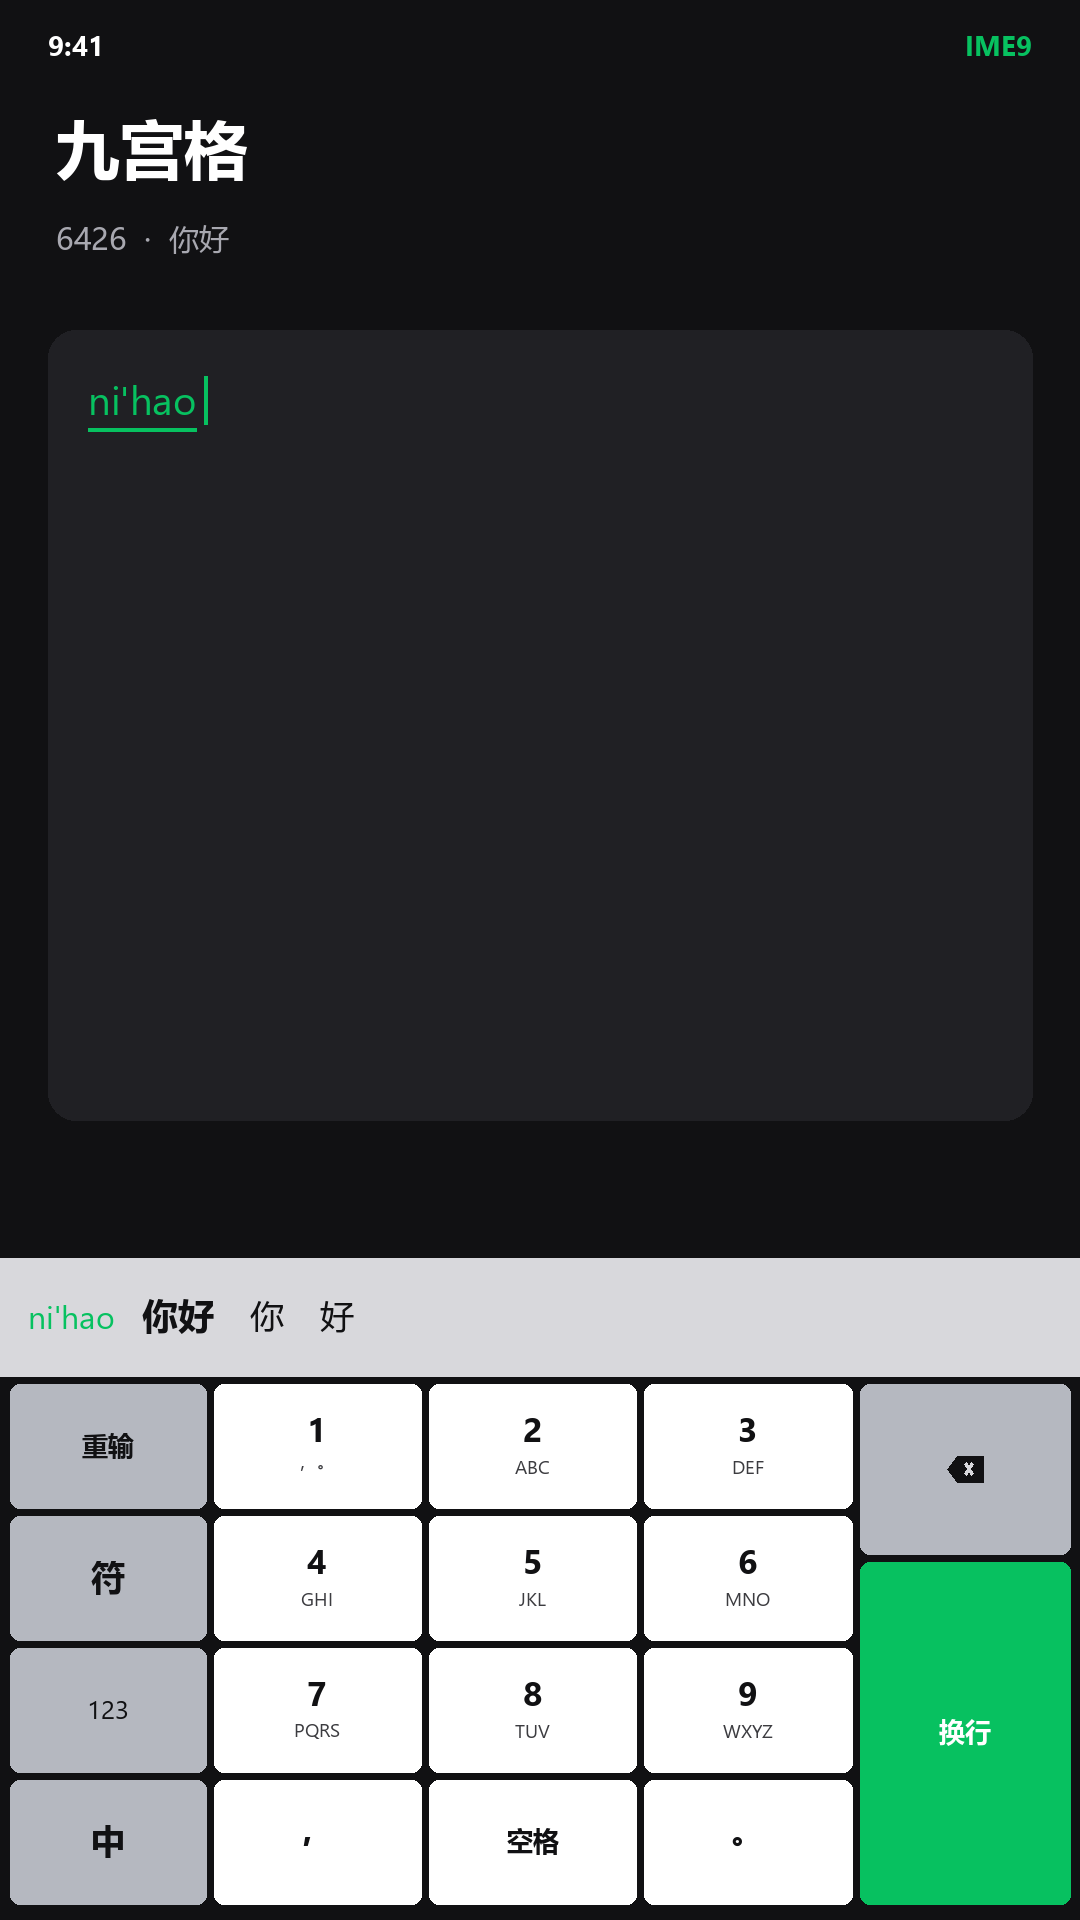 9:41 IME9
九宫格
6426 · 你好
ni'hao
ni'hao 你好 你 好
重输 1 2 3
，。 ABC DEF
符 4 5 6
GHI JKL MNO
123 7 8 9
PQRS TUV WXYZ
换行
中 ， 空格 。